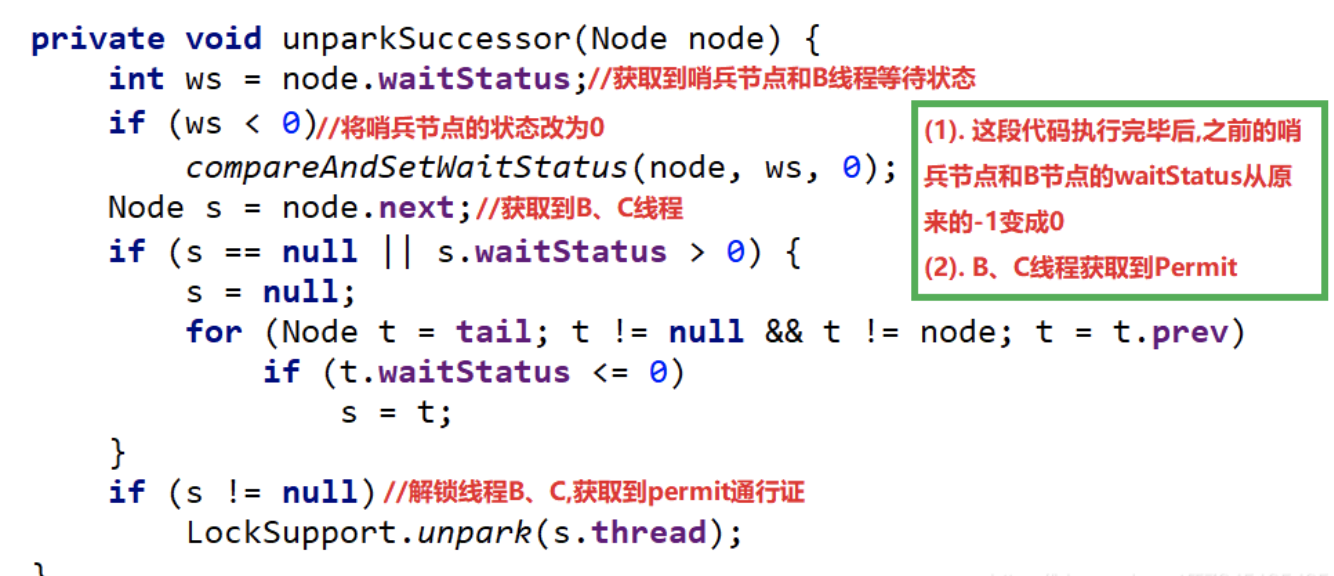 private void unparkSuccessor(Node node) {
int ws = node.waitStatus;//获取到哨兵节点和B线程等待状态
if (ws < 0)//将哨兵节点的状态改为0
compareAndSetWaitStatus(node, ws, 0);
Node s = node.next;//获取到B、C线程
if (s == null || s.waitStatus > 0) {
s = null;
for (Node t = tail; t != null && t != node; t = t.prev)
if (t.waitStatus <= 0)
s = t;
}
if (s != null)//解锁线程B、C,获取到permit通行证
LockSupport.unpark(s.thread);
}
(1). 这段代码执行完毕后,之前的哨
兵节点和B节点的waitStatus从原
来的-1变成0
(2). B、C线程获取到Permit